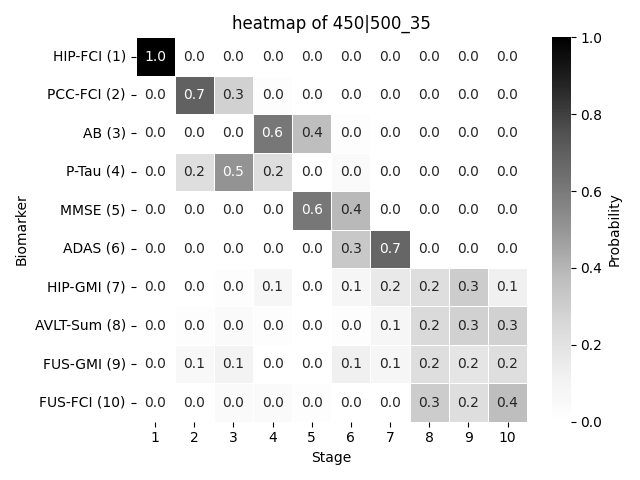 heatmap of 450|500_35
HIP-FCI (1) 1.0 0.0 0.0 0.0 0.0 0.0 0.0 0.0 0.0 0.0
PCC-FCI (2) 0.0 0.7 0.3 0.0 0.0 0.0 0.0 0.0 0.0 0.0
AB (3) 0.0 0.0 0.0 0.6 0.4 0.0 0.0 0.0 0.0 0.0
P-Tau (4) 0.0 0.2 0.5 0.2 0.0 0.0 0.0 0.0 0.0 0.0
MMSE (5) 0.0 0.0 0.0 0.0 0.6 0.4 0.0 0.0 0.0 0.0
ADAS (6) 0.0 0.0 0.0 0.0 0.0 0.3 0.7 0.0 0.0 0.0
HIP-GMI (7) 0.0 0.0 0.0 0.1 0.0 0.1 0.2 0.2 0.3 0.1
AVLT-Sum (8) 0.0 0.0 0.0 0.0 0.0 0.0 0.1 0.2 0.3 0.3
FUS-GMI (9) 0.0 0.1 0.1 0.0 0.0 0.1 0.1 0.2 0.2 0.2
FUS-FCI (10) 0.0 0.0 0.0 0.0 0.0 0.0 0.0 0.3 0.2 0.4
1 2 3 4 5 6 7 8 9 10
Stage
Biomarker
1.0
0.8
0.6
0.4
0.2
0.0
Probability